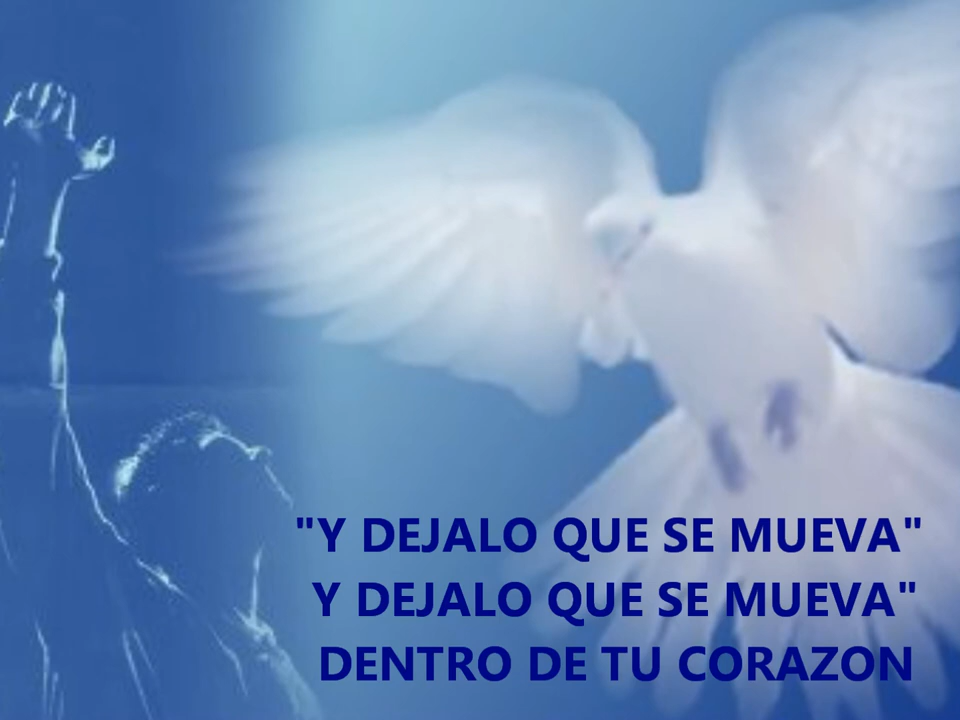 "Y DEJALO QUE SE MUEVA"
Y DEJALO QUE SE MUEVA"
DENTRO DE TU CORAZON